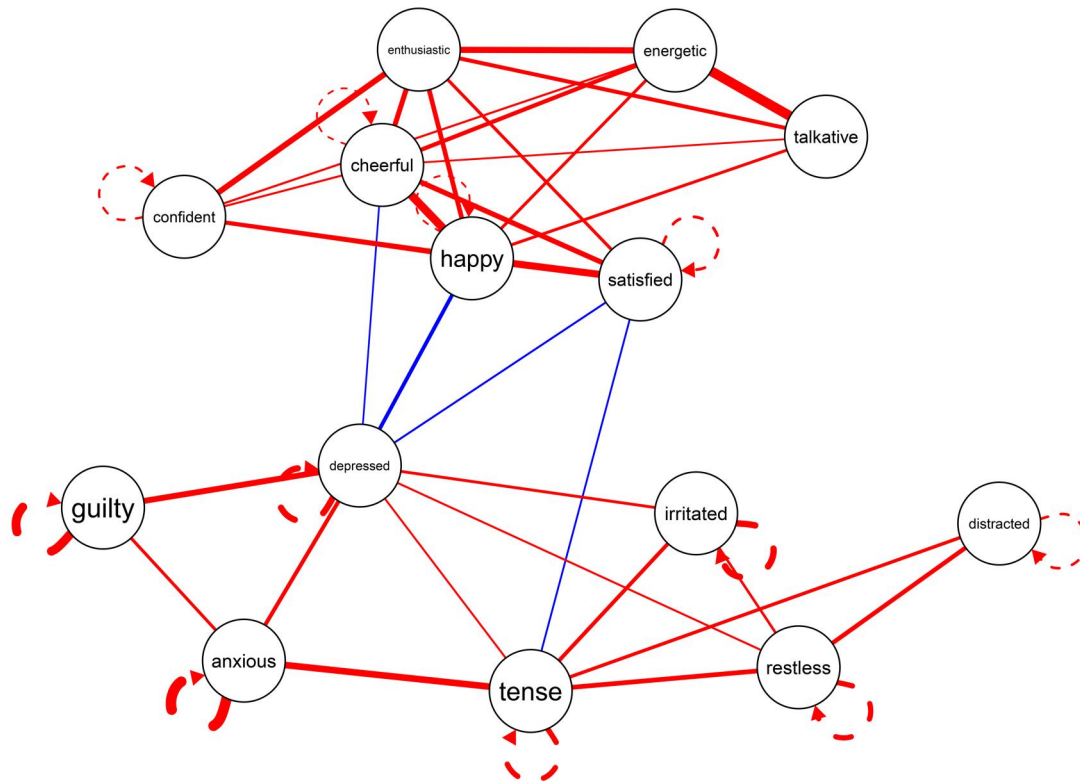 enthusiastic
energetic
talkative
cheerful
confident
happy
satisfied
depressed
guilty
irritated
distracted
anxious
tense
restless